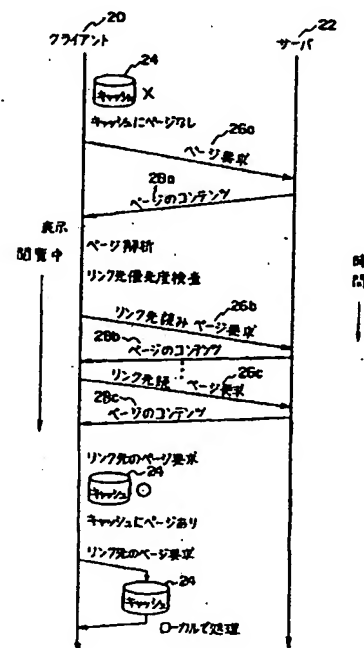 20
クライアント
22
サーバ
24
キャッシュ ×
キャッシュにページなし
26a
ページ要求
28a
ページのコンテンツ
表示
閲覧中
ページ解析
リンク先優先度検査
時間
リンク先読みページ要求
26b
28b
ページのコンテンツ
リンク先読ページ要求
26c
28c
ページのコンテンツ
リンク先のページ要求
24
キャッシュ ○
キャッシュにページあり
リンク先のページ要求
24
キャッシュ
ローカルで処理